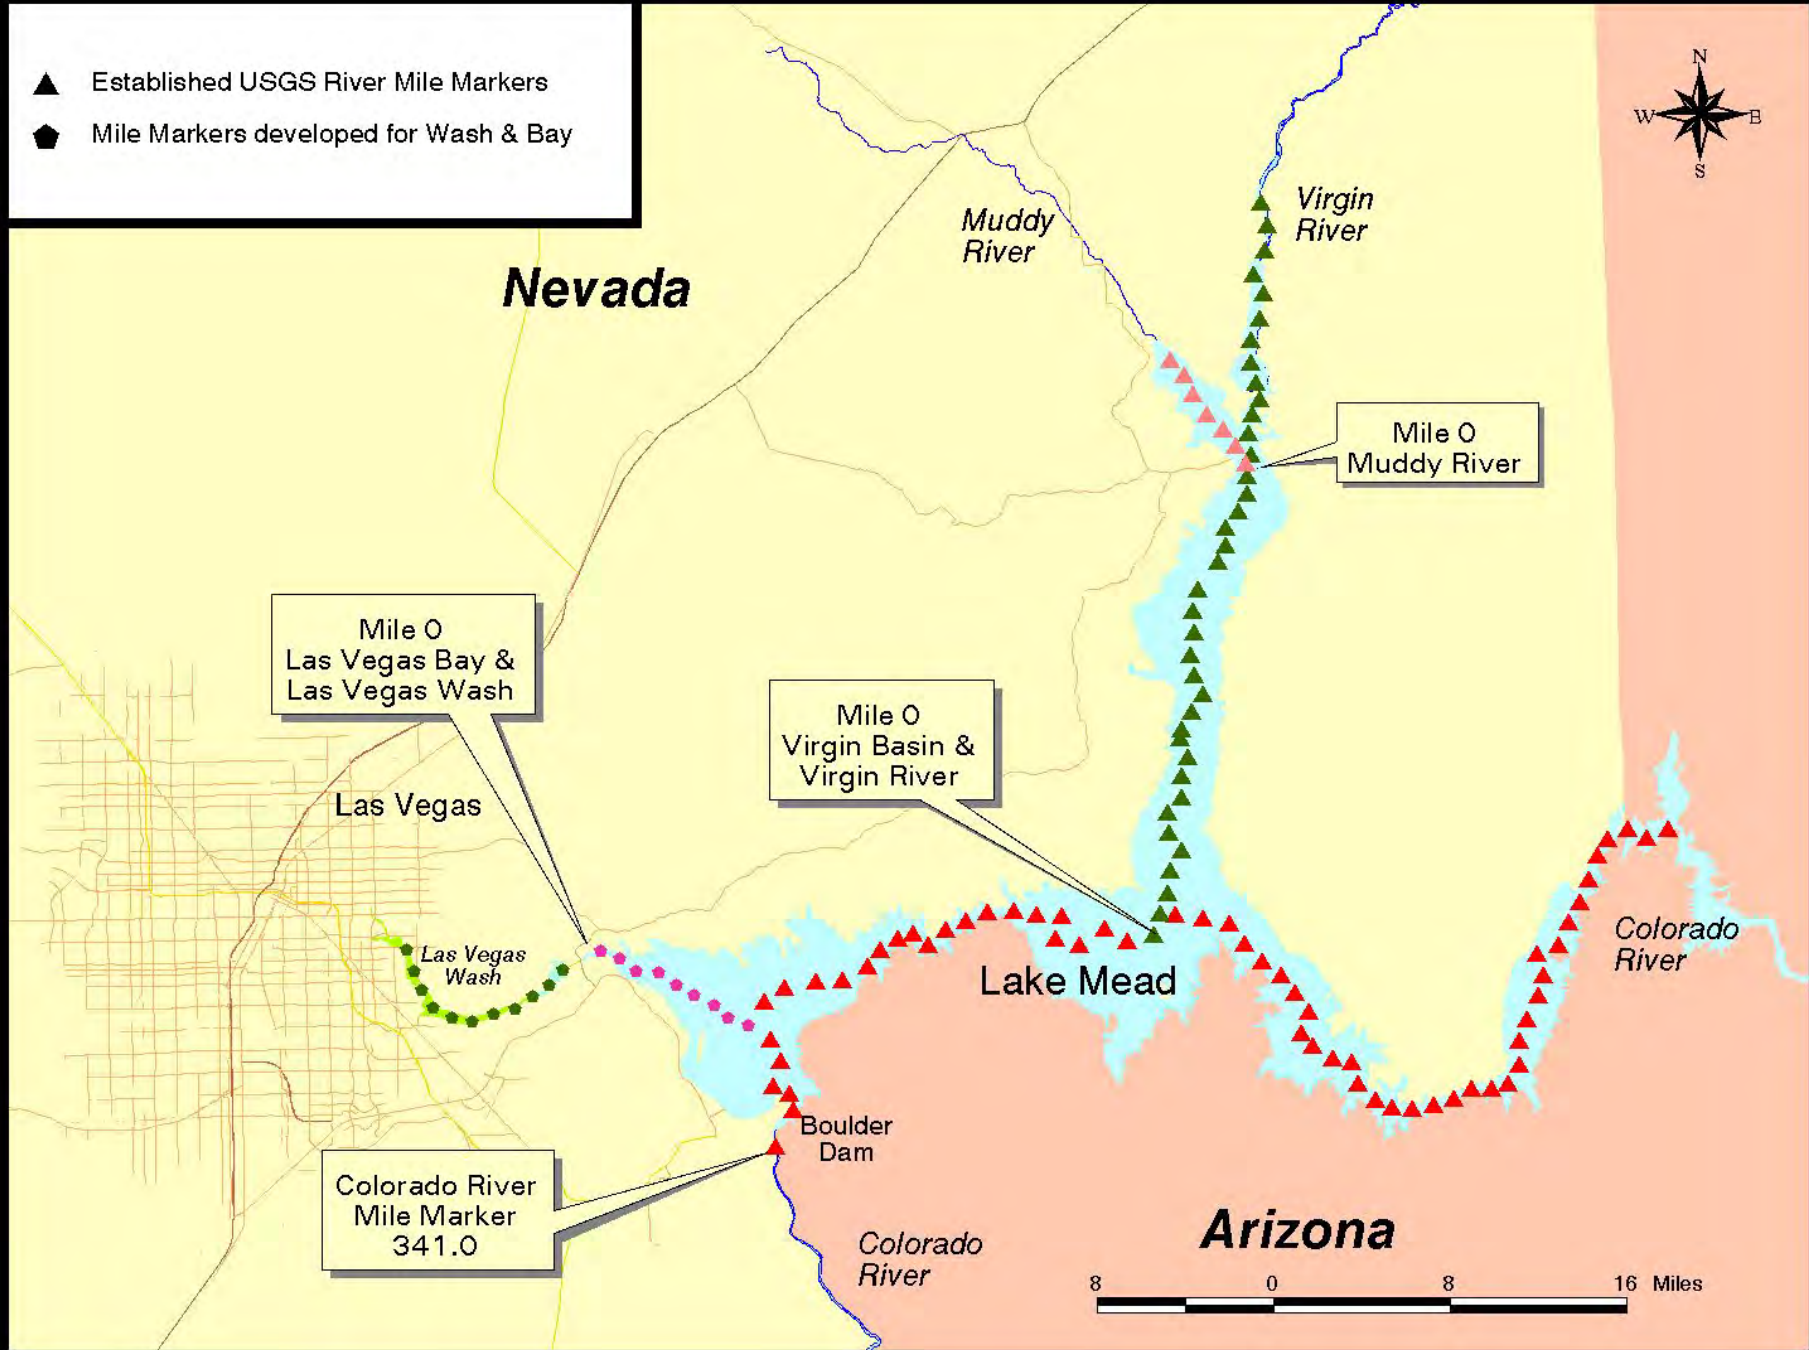 Established USGS River Mile Markers
Mile Markers developed for Wash & Bay
N
W
E
S
Virgin
River
Muddy
River
Nevada
Mile 0
Muddy River
Mile 0
Las Vegas Bay &
Las Vegas Wash
Mile 0
Virgin Basin &
Virgin River
Las Vegas
Las Vegas
Wash
Lake Mead
Colorado
River
Boulder
Dam
Colorado River
Mile Marker
341.0
Arizona
Colorado
River
8 0 8 16 Miles